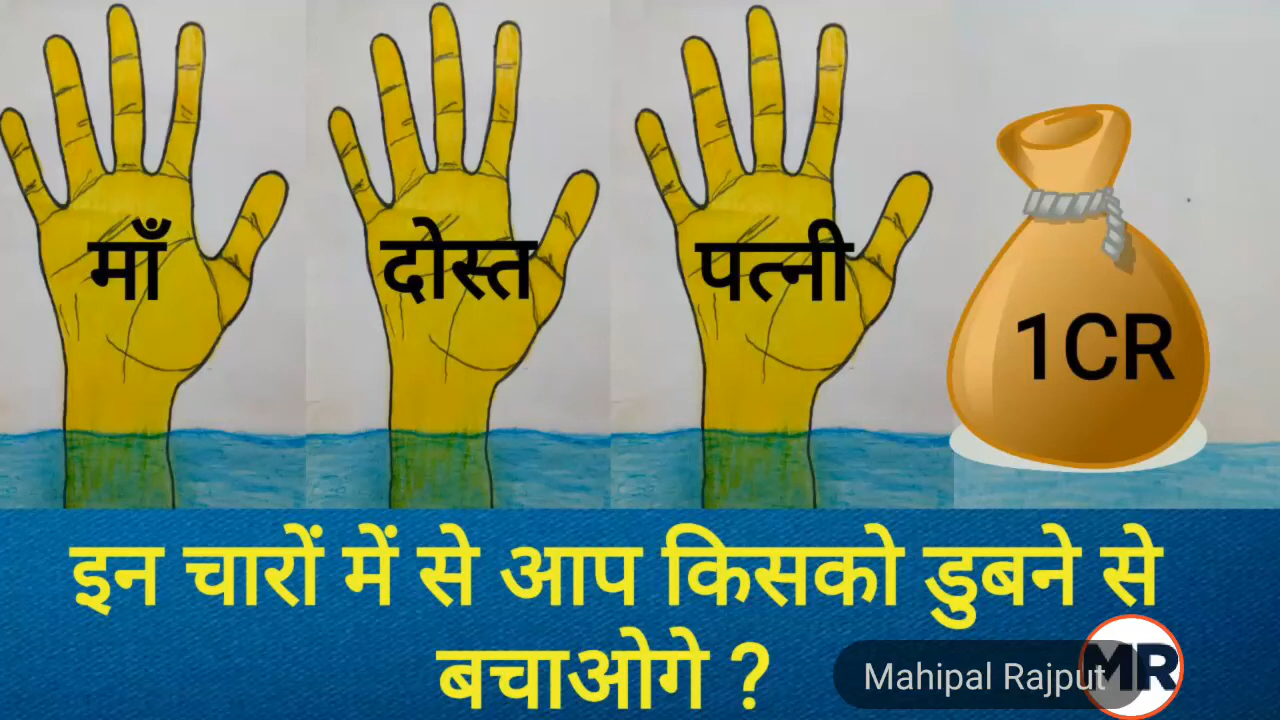 माँ
दोस्त
पत्नी
1CR
इन चारों में से आप किसको डुबने से
बचाओगे ?
Mahipal Rajput
MR